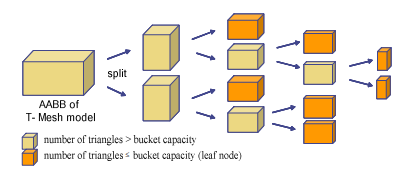 split
AABB of
T- Mesh model
number of triangles > bucket capacity
number of triangles ≤ bucket capacity (leaf node)